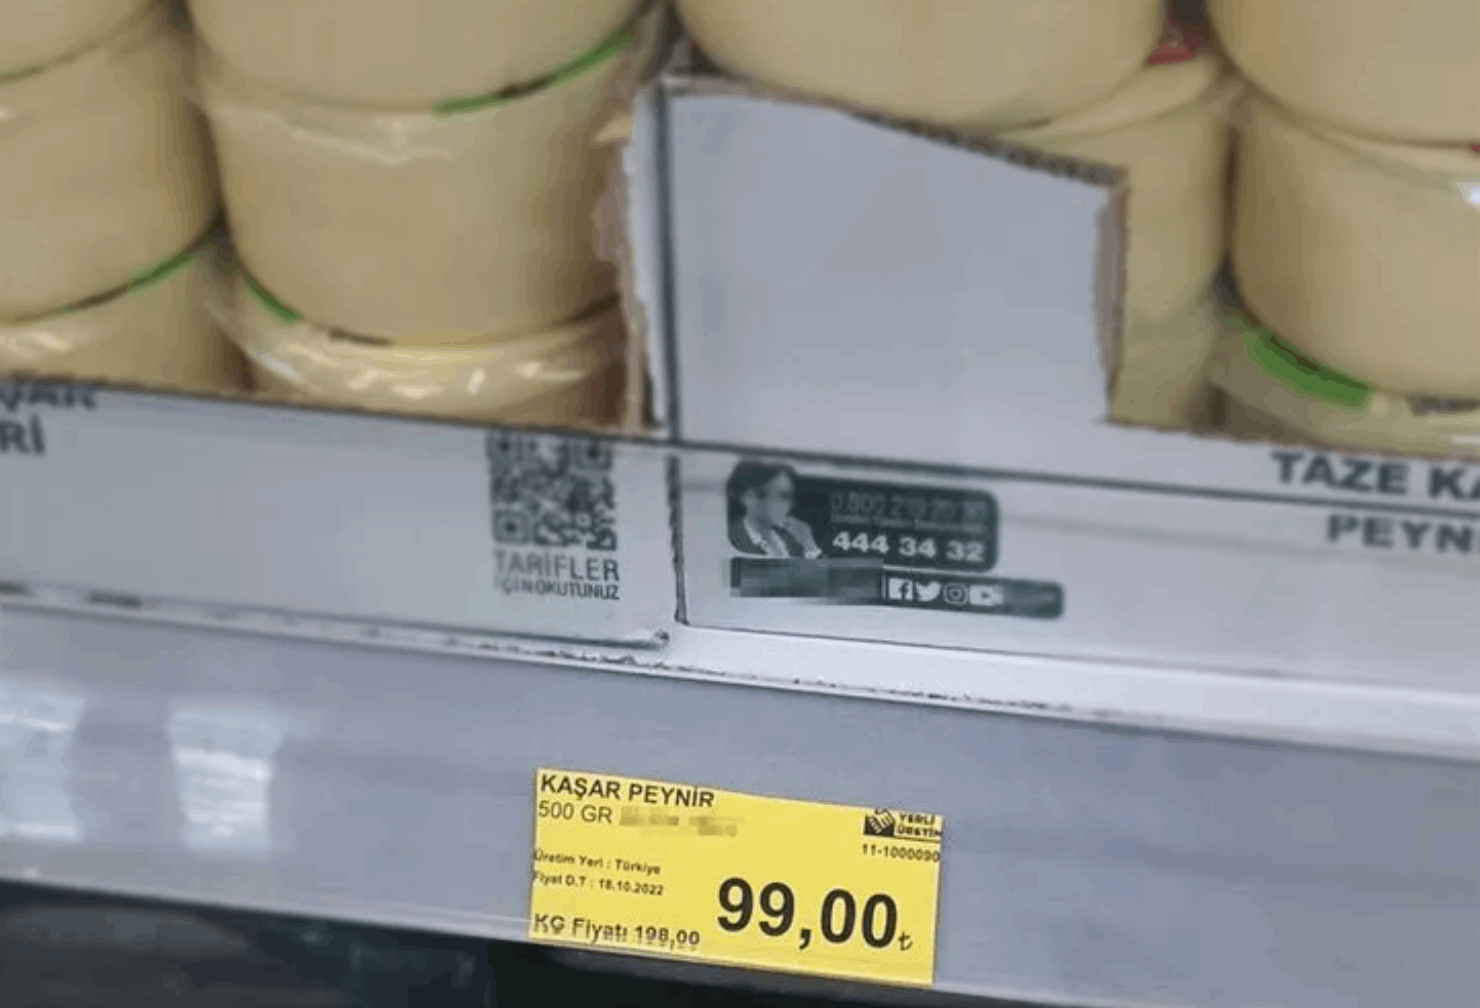 Rİ
TARİFLER
İÇİN OKUTUNUZ
444 34 32
TAZE KA
PEYN
KAŞAR PEYNİR
500 GR
YERLİ
ÜRETİM
11-1000090
Üretim Yeri : Türkiye
Fiyat D.T : 18.10.2022
99,00₺
KG Fiyatı 198,00